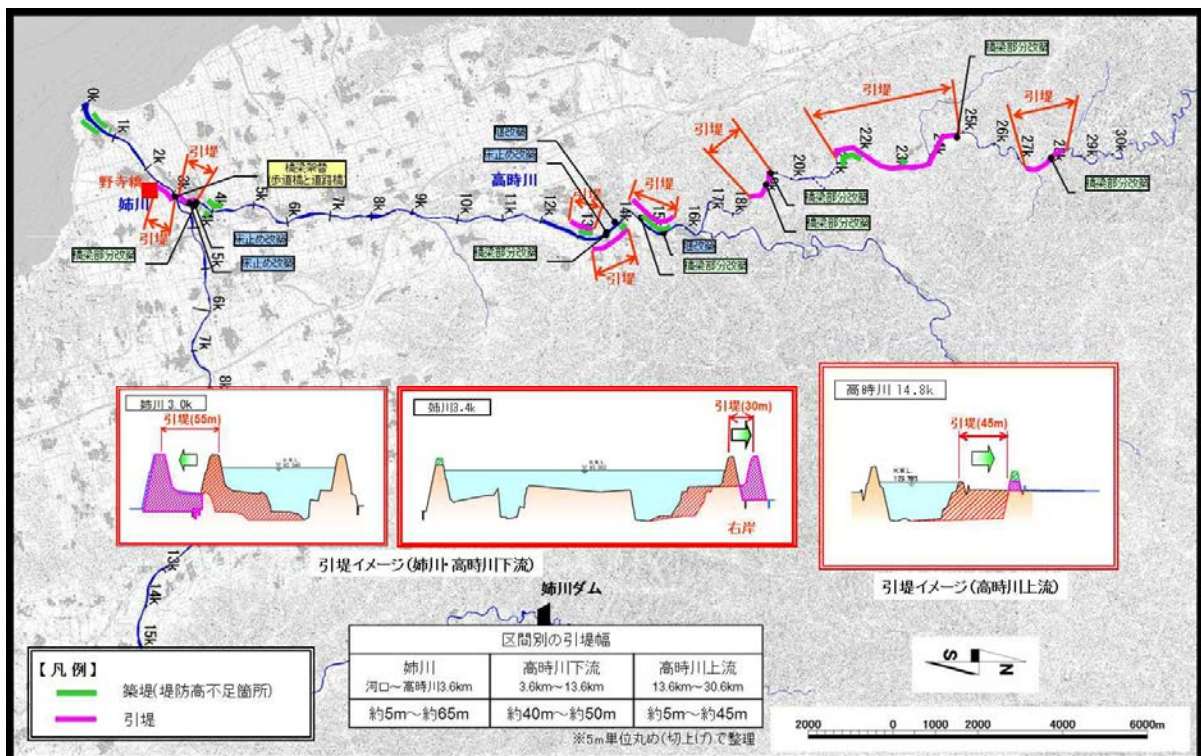 0k
1k
2k
3k
4k
5k
6k
7k
8k
9k
10k
11k
12k
13k
14k
15k
16k
17k
18k
20k
22k
23k
24k
25k
26k
27k
29k
30k
4k
5k
6k
7k
8k
13k
14k
15k
野寺橋
姉川
引堤
引堤
橋梁架替
(歩道橋と道路橋)
橋梁部分改築
床止め改築
床止め改築
高時川
堰改築
床止め改築
橋梁部分改築
引堤
引堤
引堤
堰改築
橋梁部分改築
引堤
橋梁部分改築
橋梁部分改築
引堤
橋梁部分改築
引堤
橋梁部分改築
姉川 3.0k
引堤(55m)
H.W.L.
姉川3.4k
引堤(30m)
H.W.L.
右岸
高時川 14.8k
引堤(45m)
H.W.L.
引堤イメージ(姉川・高時川下流)
引堤イメージ(高時川上流)
姉川ダム
区間別の引堤幅
姉川 高時川下流 高時川上流
河口～高時川3.6km 3.6km～13.6km 13.6km～30.6km
約5m～約65m 約40m～約50m 約5m～約45m
※5m単位丸め(切上げ)で整理
【凡例】
築堤(堤防高不足箇所)
引堤
S N
2000 0 1000 2000 4000 6000m